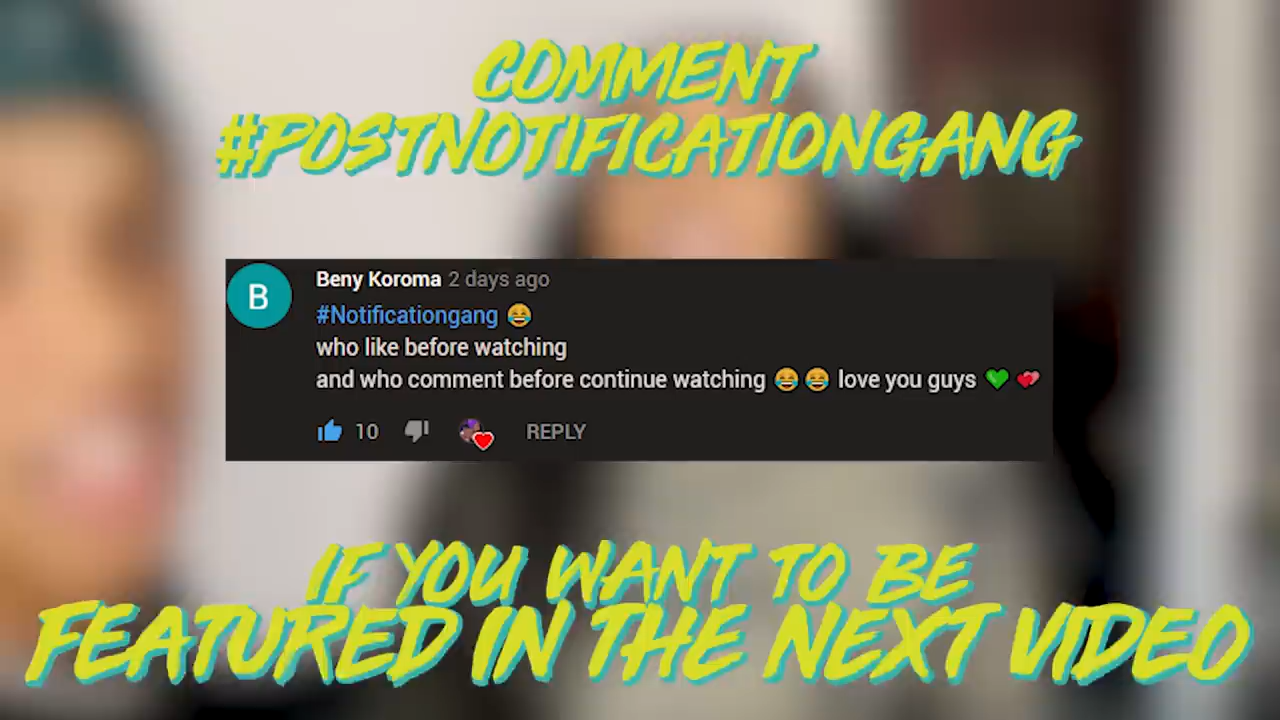 COMMENT
#POSTNOTIFICATIONGANG
B
Beny Koroma 2 days ago
#Notificationgang 😂
who like before watching
and who comment before continue watching 😂 😂 love you guys 💚 💕
10 REPLY
IF YOU WANT TO BE
FEATURED IN THE NEXT VIDEO